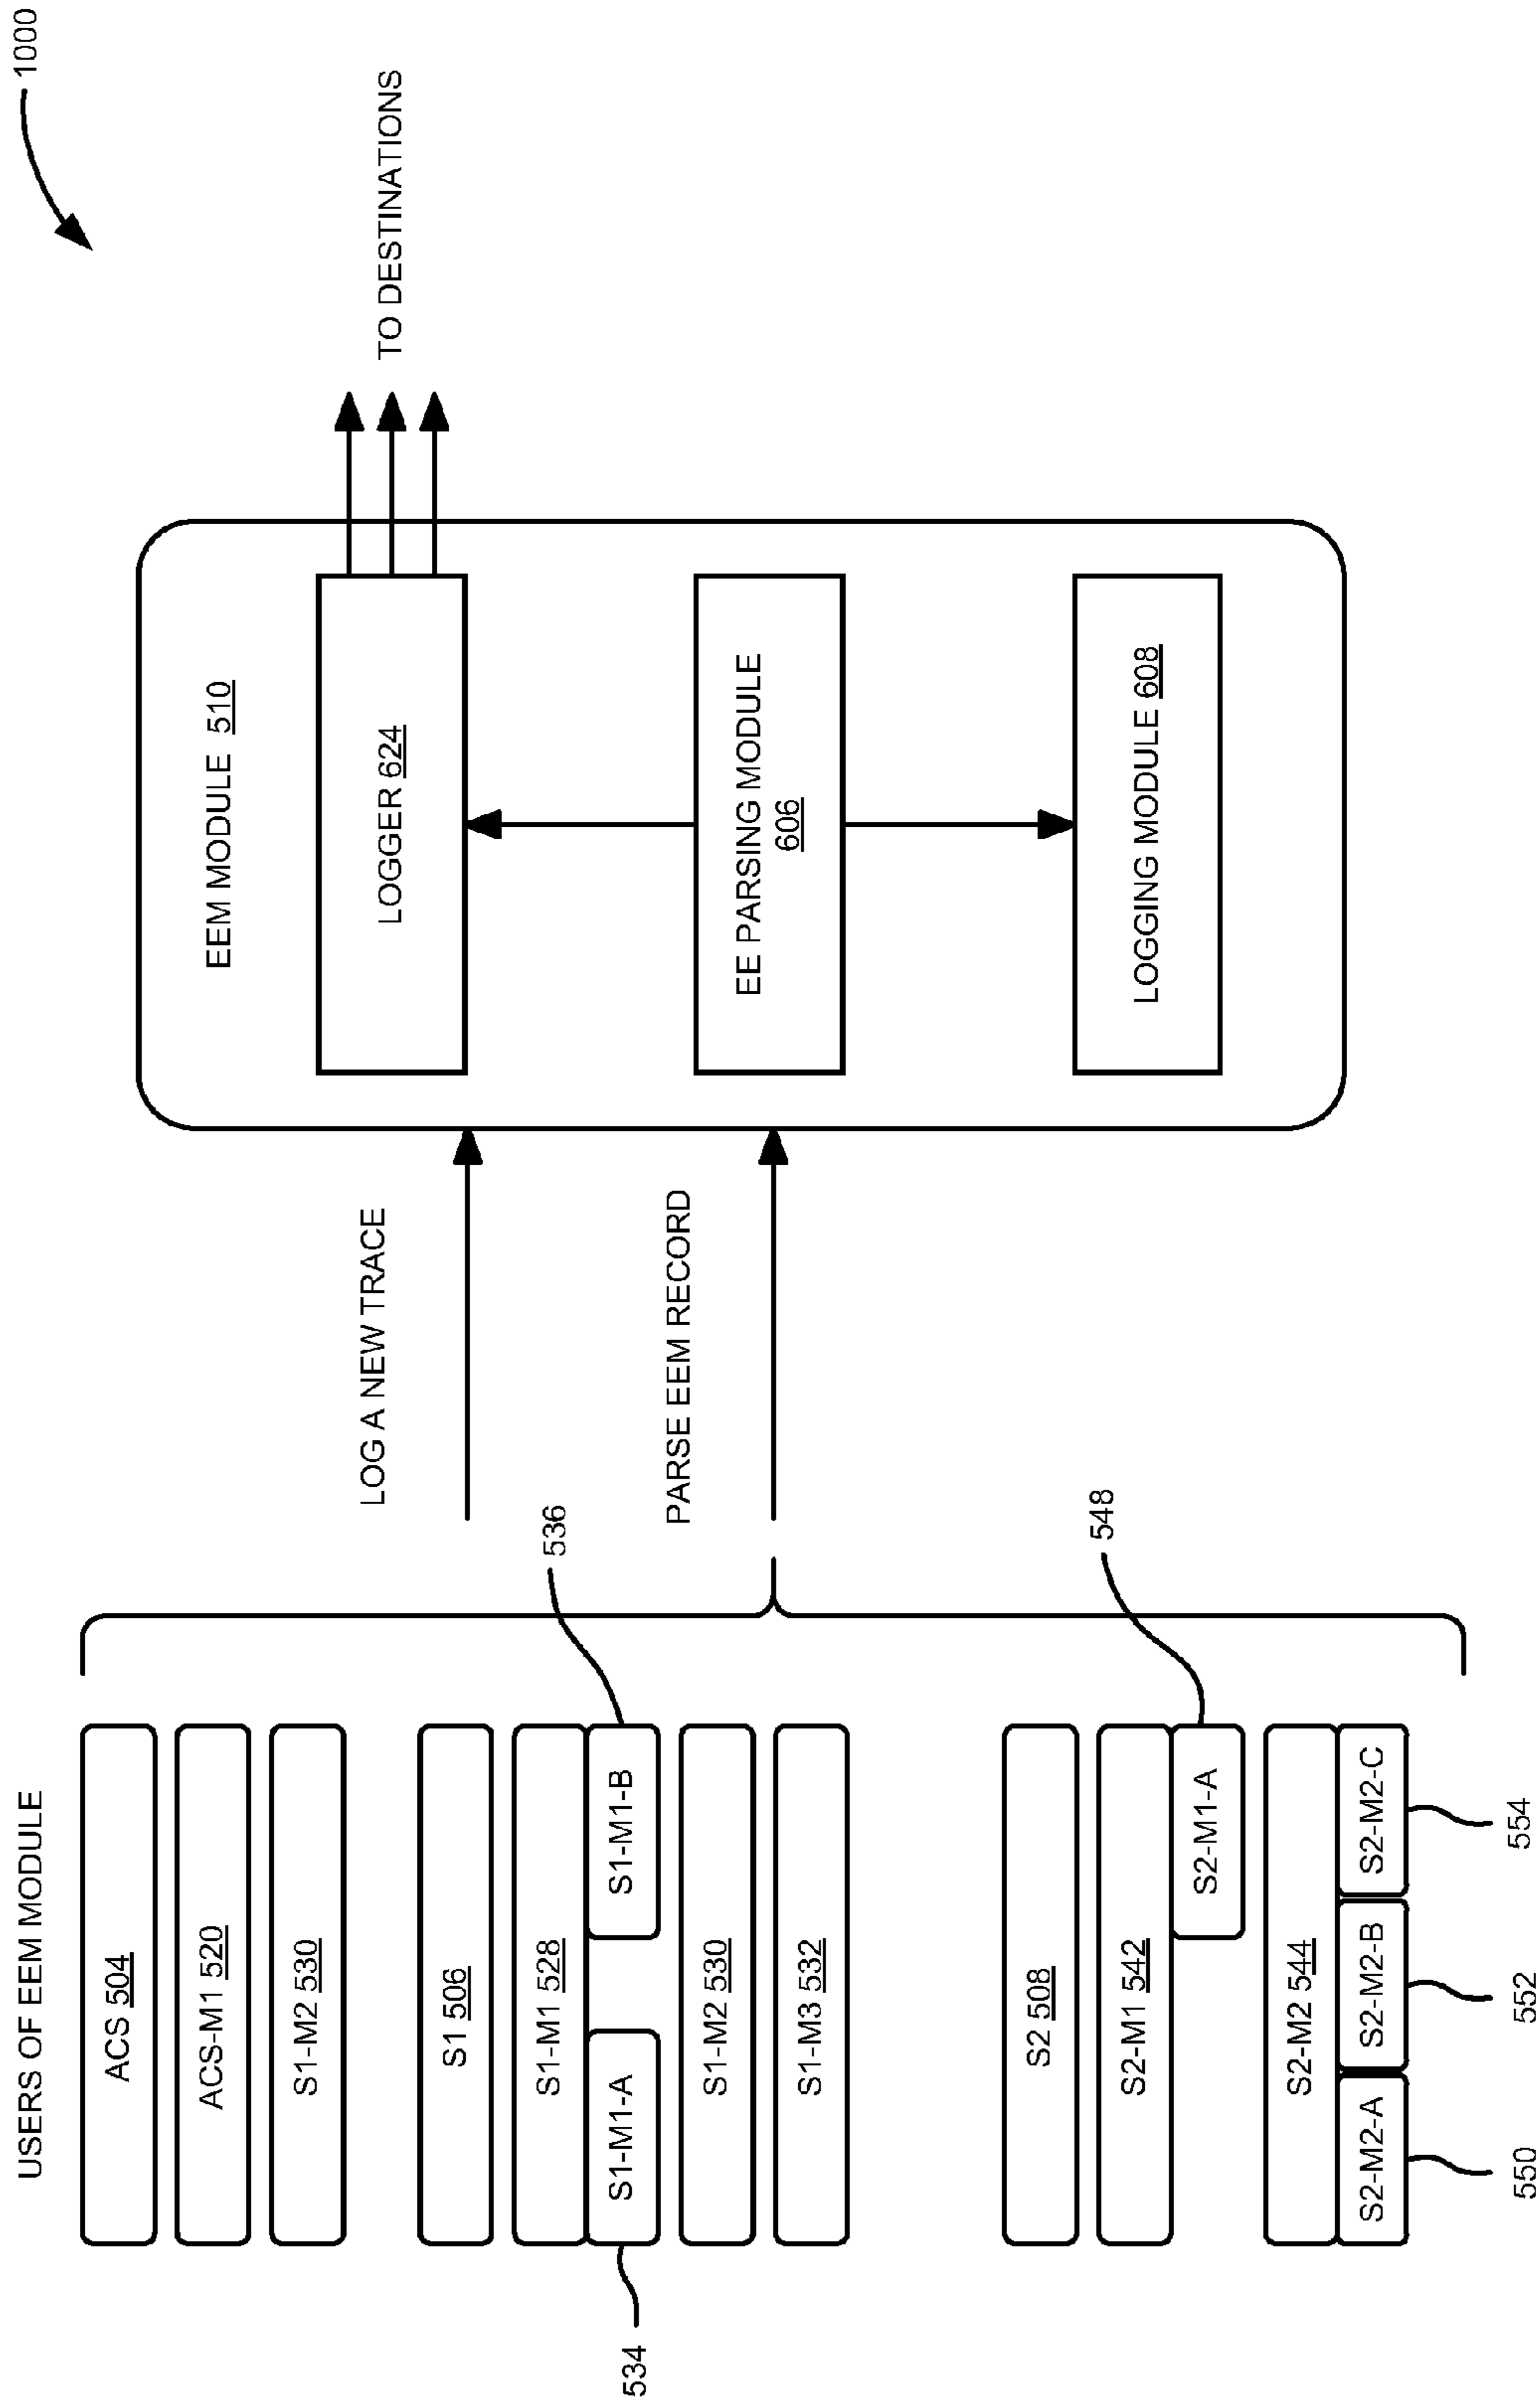 1000
USERS OF EEM MODULE
ACS 504
ACS-M1 520
S1-M2 530
S1 506
S1-M1 528
S1-M1-A
S1-M1-B
534
536
S1-M2 530
S1-M3 532
S2 508
S2-M1 542
S2-M1-A
548
S2-M2 544
S2-M2-A
S2-M2-B
S2-M2-C
550
552
554
LOG A NEW TRACE
PARSE EEM RECORD
EEM MODULE 510
LOGGER 624
EE PARSING MODULE
606
LOGGING MODULE 608
TO DESTINATIONS